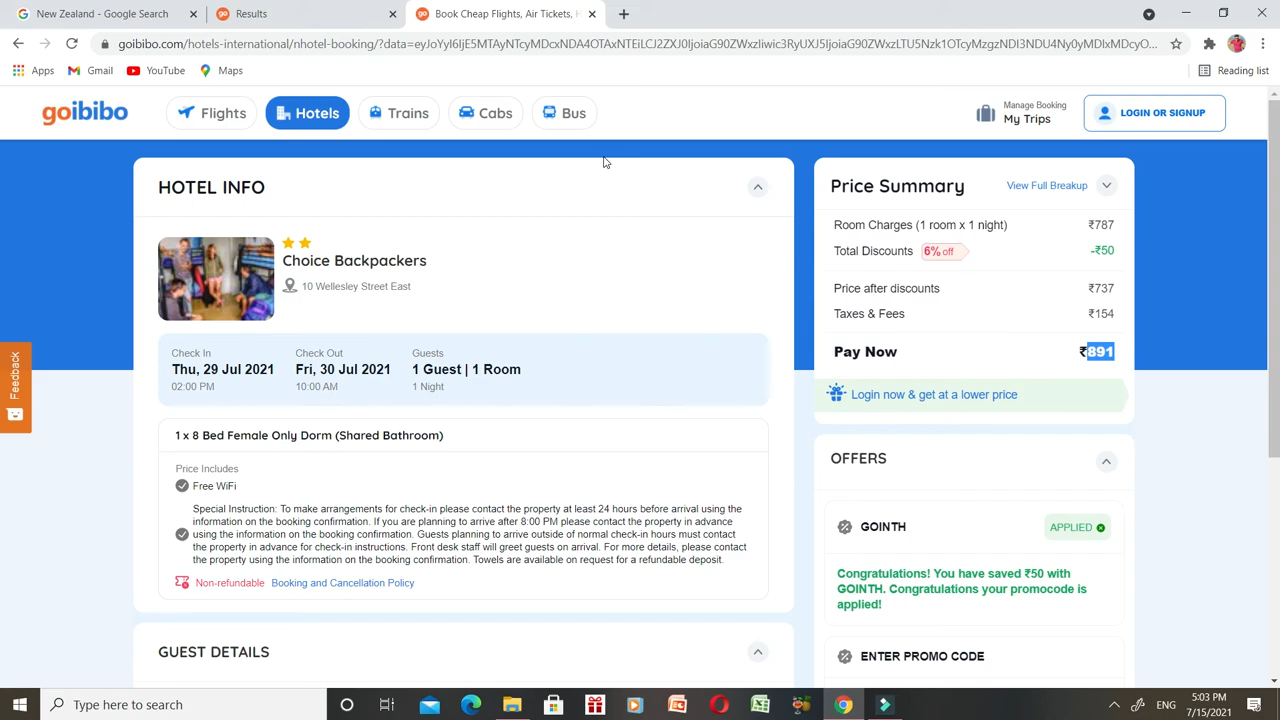 New Zealand - Google Search
Results
Book Cheap Flights, Air Tickets, H
goibibo.com/hotels-international/nhotel-booking/?data=
Apps Gmail YouTube Maps Reading list
goibibo Flights Hotels Trains Cabs Bus
Manage Booking
My Trips
LOGIN OR SIGNUP
Feedback
HOTEL INFO
Choice Backpackers
10 Wellesley Street East
Check In Check Out Guests
Thu, 29 Jul 2021 Fri, 30 Jul 2021 1 Guest | 1 Room
02:00 PM 10:00 AM 1 Night
1 x 8 Bed Female Only Dorm (Shared Bathroom)
Price Includes
Free WiFi
Special Instruction: To make arrangements for check-in please contact the property at least 24 hours before arrival using the
information on the booking confirmation. If you are planning to arrive after 8:00 PM please contact the property in advance
using the information on the booking confirmation. Guests planning to arrive outside of normal check-in hours must contact
the property in advance for check-in instructions. Front desk staff will greet guests on arrival. For more details, please contact
the property using the information on the booking confirmation. Towels are available on request for a refundable deposit.
Non-refundable Booking and Cancellation Policy
GUEST DETAILS
Price Summary View Full Breakup
Room Charges (1 room x 1 night) ₹787
Total Discounts 6% off -₹50
Price after discounts ₹737
Taxes & Fees ₹154
Pay Now ₹891
Login now & get at a lower price
OFFERS
GOINTH APPLIED
Congratulations! You have saved ₹50 with
GOINTH. Congratulations your promocode is
applied!
ENTER PROMO CODE
Type here to search
ENG
5:03 PM
7/15/2021